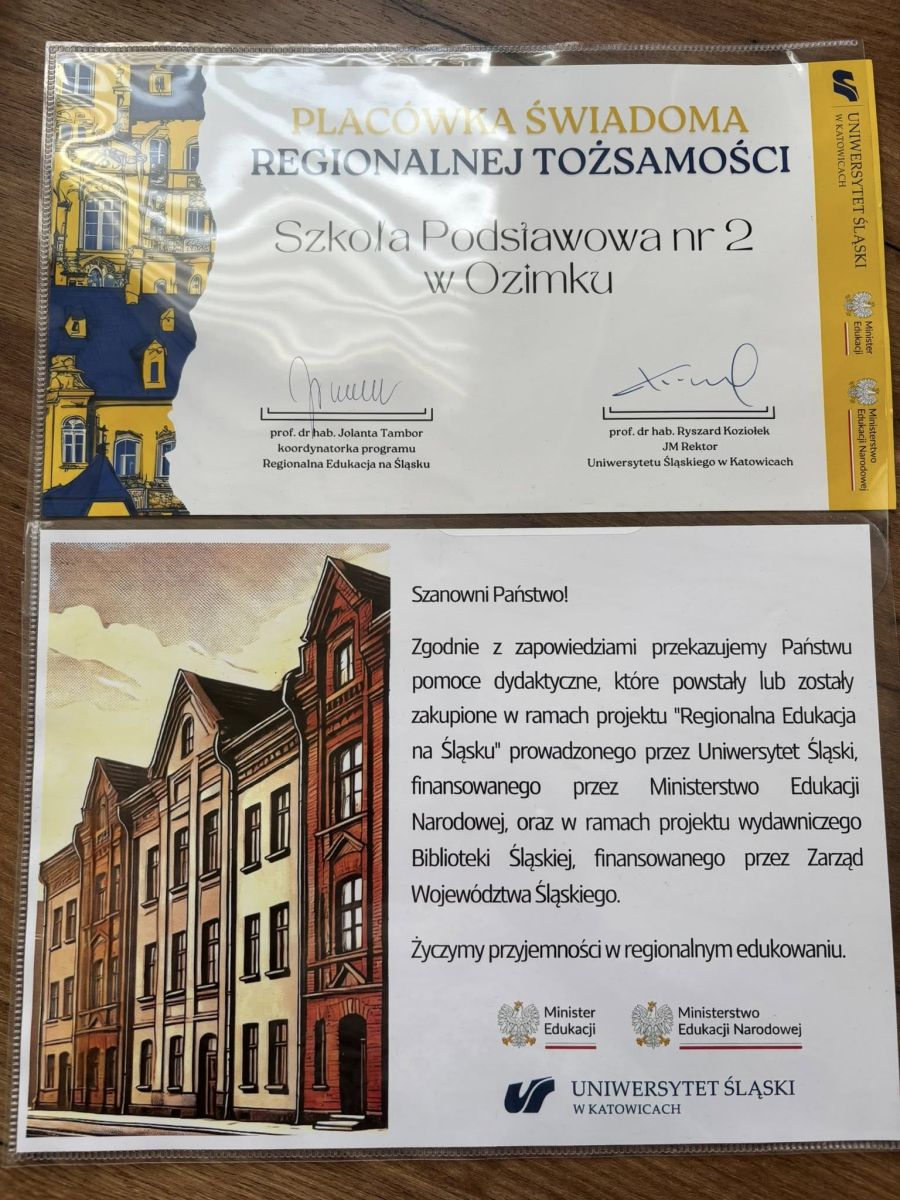 PLACÓWKA ŚWIADOMA
REGIONALNEJ TOŻSAMOŚCI
Szkoła Podstawowa nr 2
w Ozimku
prof. dr hab. Jolanta Tambor
koordynatorka programu
Regionalna Edukacja na Śląsku
prof. dr hab. Ryszard Koziołek
JM Rektor
Uniwersytetu Śląskiego w Katowicach
UNIWERSYTET ŚLĄSKI
W KATOWICACH
Minister
Edukacji
Ministerstwo
Edukacji Narodowej
Szanowni Państwo!
Zgodnie z zapowiedziami przekazujemy Państwu
pomoce dydaktyczne, które powstały lub zostały
zakupione w ramach projektu "Regionalna Edukacja
na Śląsku" prowadzonego przez Uniwersytet Śląski,
finansowanego przez Ministerstwo Edukacji
Narodowej, oraz w ramach projektu wydawniczego
Biblioteki Śląskiej, finansowanego przez Zarząd
Województwa Śląskiego.
Życzymy przyjemności w regionalnym edukowaniu.
Minister
Edukacji
Ministerstwo
Edukacji Narodowej
UNIWERSYTET ŚLĄSKI
W KATOWICACH